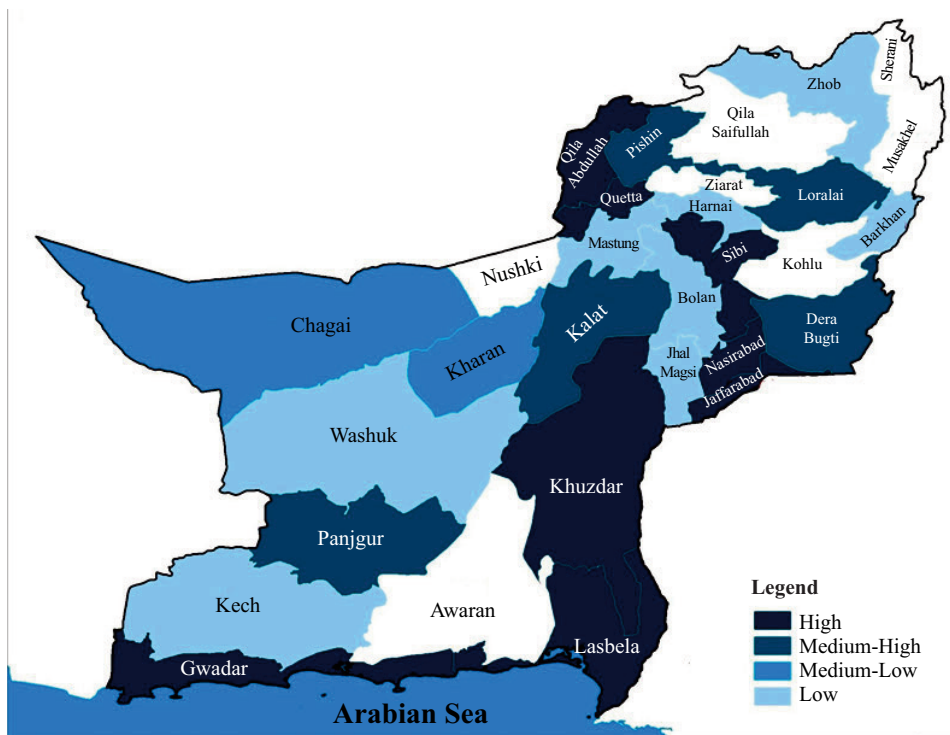 Sherani
Zhob
Qila
Saifullah
Musakhel
Qila
Abdullah
Pishin
Ziarat
Loralai
Quetta
Harnai
Barkhan
Mastung
Sibi
Kohlu
Nushki
Bolan
Chagai
Kalat
Dera
Bugti
Kharan
Jhal
Magsi
Nasirabad
Jaffarabad
Washuk
Khuzdar
Panjgur
Kech
Awaran
Lasbela
Gwadar
Arabian Sea
Legend
High
Medium-High
Medium-Low
Low